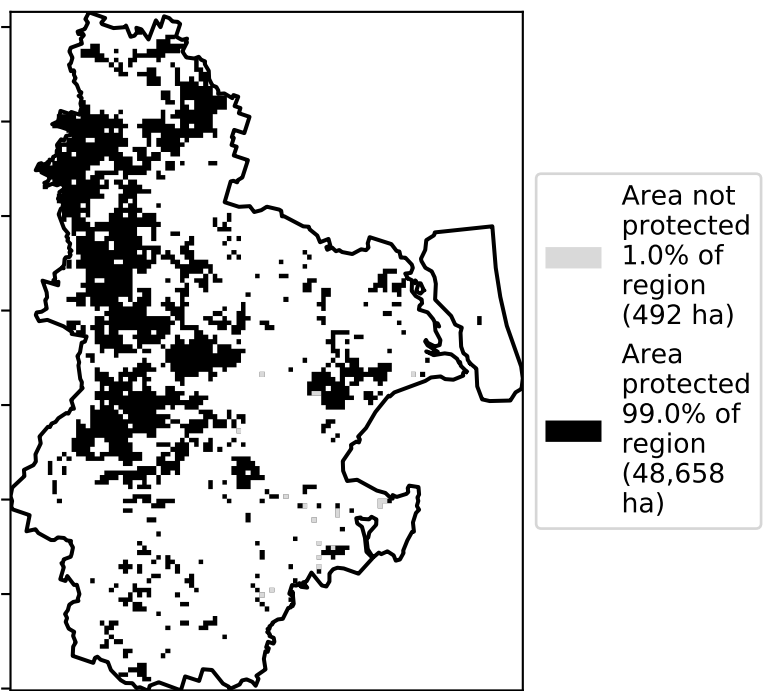 Area not
protected
1.0% of
region
(492 ha)
Area
protected
99.0% of
region
(48,658
ha)